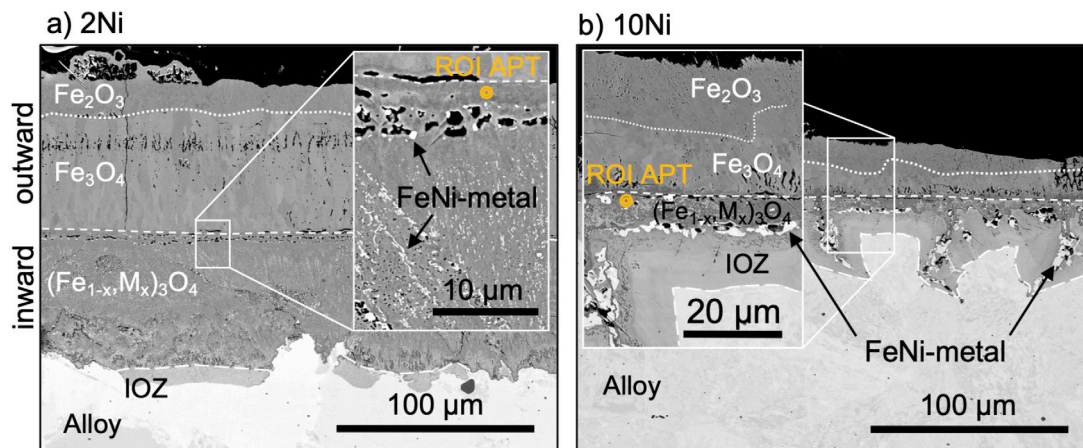 a) 2Ni
outward
inward
Fe₂O₃
Fe₃O₄
(Fe₁₋ₓ,Mₓ)₃O₄
IOZ
Alloy
100 µm
ROI APT
FeNi-metal
10 µm
b) 10Ni
Fe₂O₃
Fe₃O₄
ROI APT
(Fe₁₋ₓ,Mₓ)₃O₄
IOZ
20 µm
FeNi-metal
Alloy
100 µm